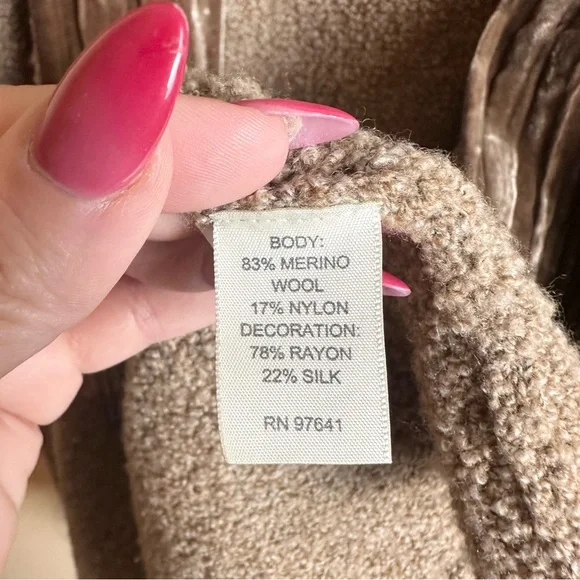 BODY:
83% MERINO
WOOL
17% NYLON
DECORATION:
78% RAYON
22% SILK
RN 97641